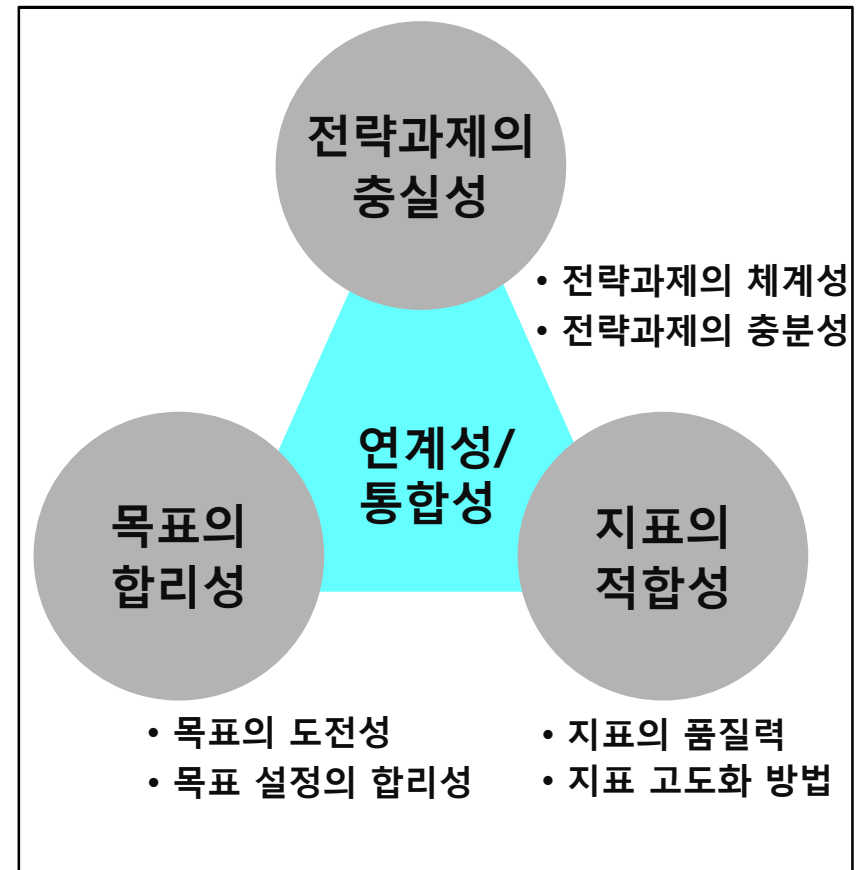 전략과제의
충실성
• 전략과제의 체계성
• 전략과제의 충분성
연계성/
통합성
목표의
합리성
지표의
적합성
• 목표의 도전성
• 목표 설정의 합리성
• 지표의 품질력
• 지표 고도화 방법